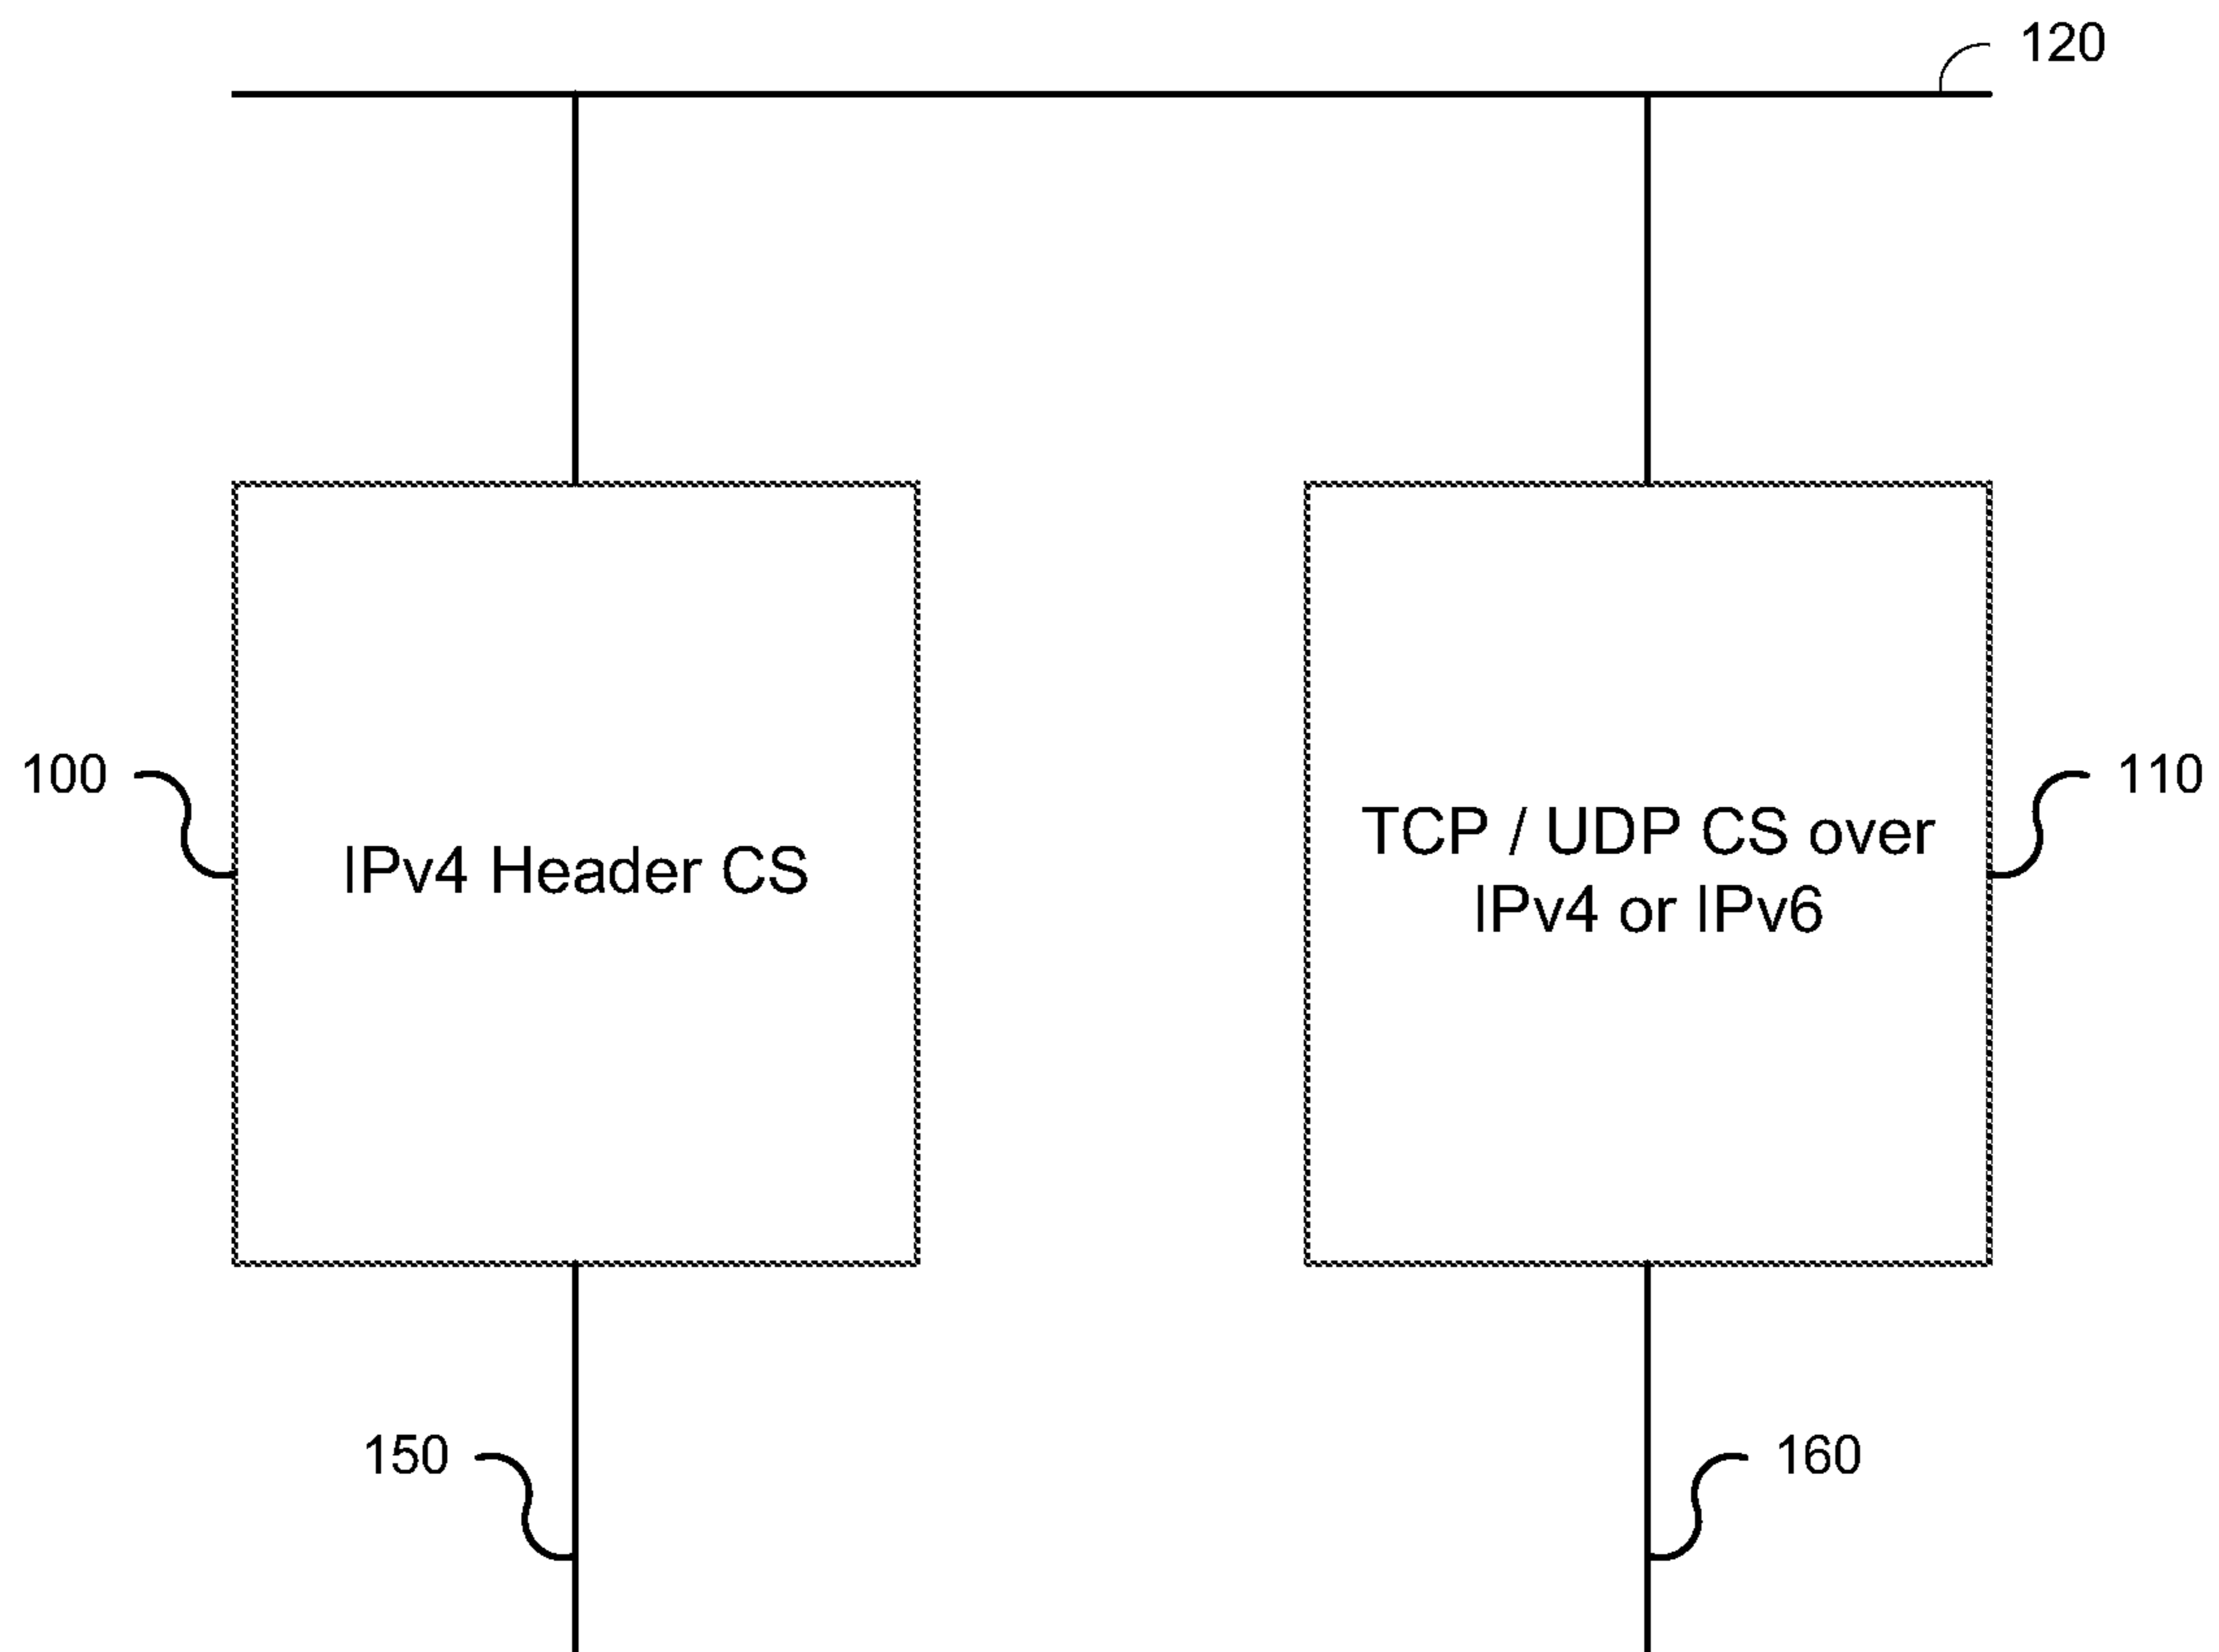 120
100
110
IPv4 Header CS
TCP / UDP CS over
IPv4 or IPv6
150
160